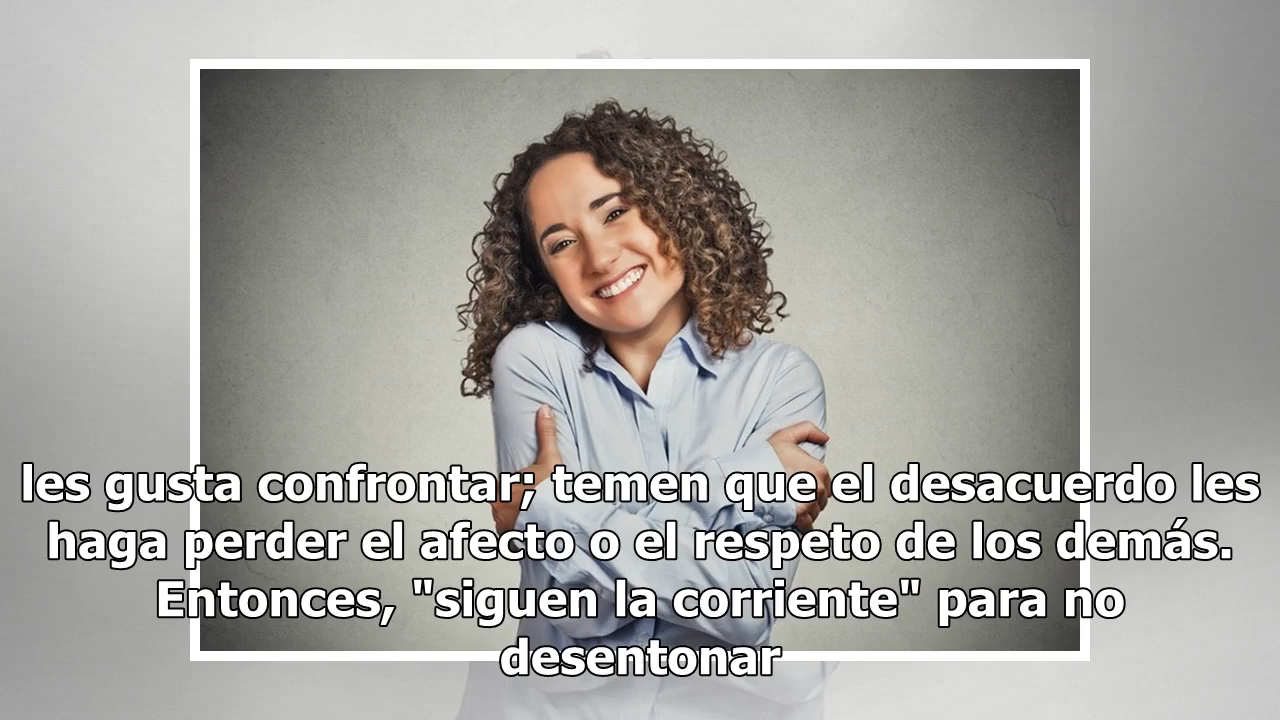 les gusta confrontar; temen que el desacuerdo les
haga perder el afecto o el respeto de los demás.
Entonces, "siguen la corriente" para no
desentonar